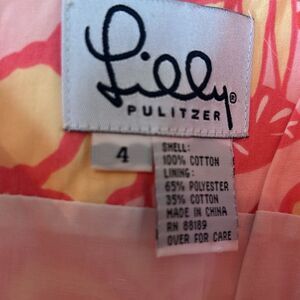 Lilly®
PULITZER
4
SHELL:
100% COTTON
LINING:
65% POLYESTER
35% COTTON
MADE IN CHINA
RN 88189
OVER FOR CARE